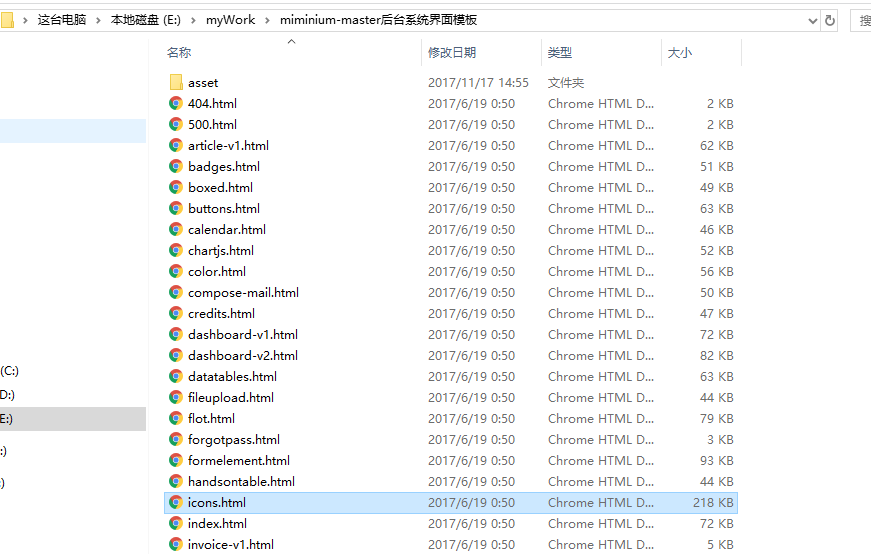 这台电脑 > 本地磁盘 (E:) > myWork > miminium-master后台系统界面模板
搜
名称 修改日期 类型 大小
asset 2017/11/17 14:55 文件夹
404.html 2017/6/19 0:50 Chrome HTML D... 2 KB
500.html 2017/6/19 0:50 Chrome HTML D... 2 KB
article-v1.html 2017/6/19 0:50 Chrome HTML D... 62 KB
badges.html 2017/6/19 0:50 Chrome HTML D... 51 KB
boxed.html 2017/6/19 0:50 Chrome HTML D... 49 KB
buttons.html 2017/6/19 0:50 Chrome HTML D... 63 KB
calendar.html 2017/6/19 0:50 Chrome HTML D... 46 KB
chartjs.html 2017/6/19 0:50 Chrome HTML D... 52 KB
color.html 2017/6/19 0:50 Chrome HTML D... 56 KB
compose-mail.html 2017/6/19 0:50 Chrome HTML D... 50 KB
credits.html 2017/6/19 0:50 Chrome HTML D... 47 KB
dashboard-v1.html 2017/6/19 0:50 Chrome HTML D... 72 KB
dashboard-v2.html 2017/6/19 0:50 Chrome HTML D... 82 KB
(C:)
datatables.html 2017/6/19 0:50 Chrome HTML D... 63 KB
D:)
fileupload.html 2017/6/19 0:50 Chrome HTML D... 44 KB
E:)
flot.html 2017/6/19 0:50 Chrome HTML D... 79 KB
forgotpass.html 2017/6/19 0:50 Chrome HTML D... 3 KB
:)
formelement.html 2017/6/19 0:50 Chrome HTML D... 93 KB
:)
handsontable.html 2017/6/19 0:50 Chrome HTML D... 44 KB
icons.html 2017/6/19 0:50 Chrome HTML D... 218 KB
index.html 2017/6/19 0:50 Chrome HTML D... 72 KB
invoice-v1.html 2017/6/19 0:50 Chrome HTML D... 5 KB